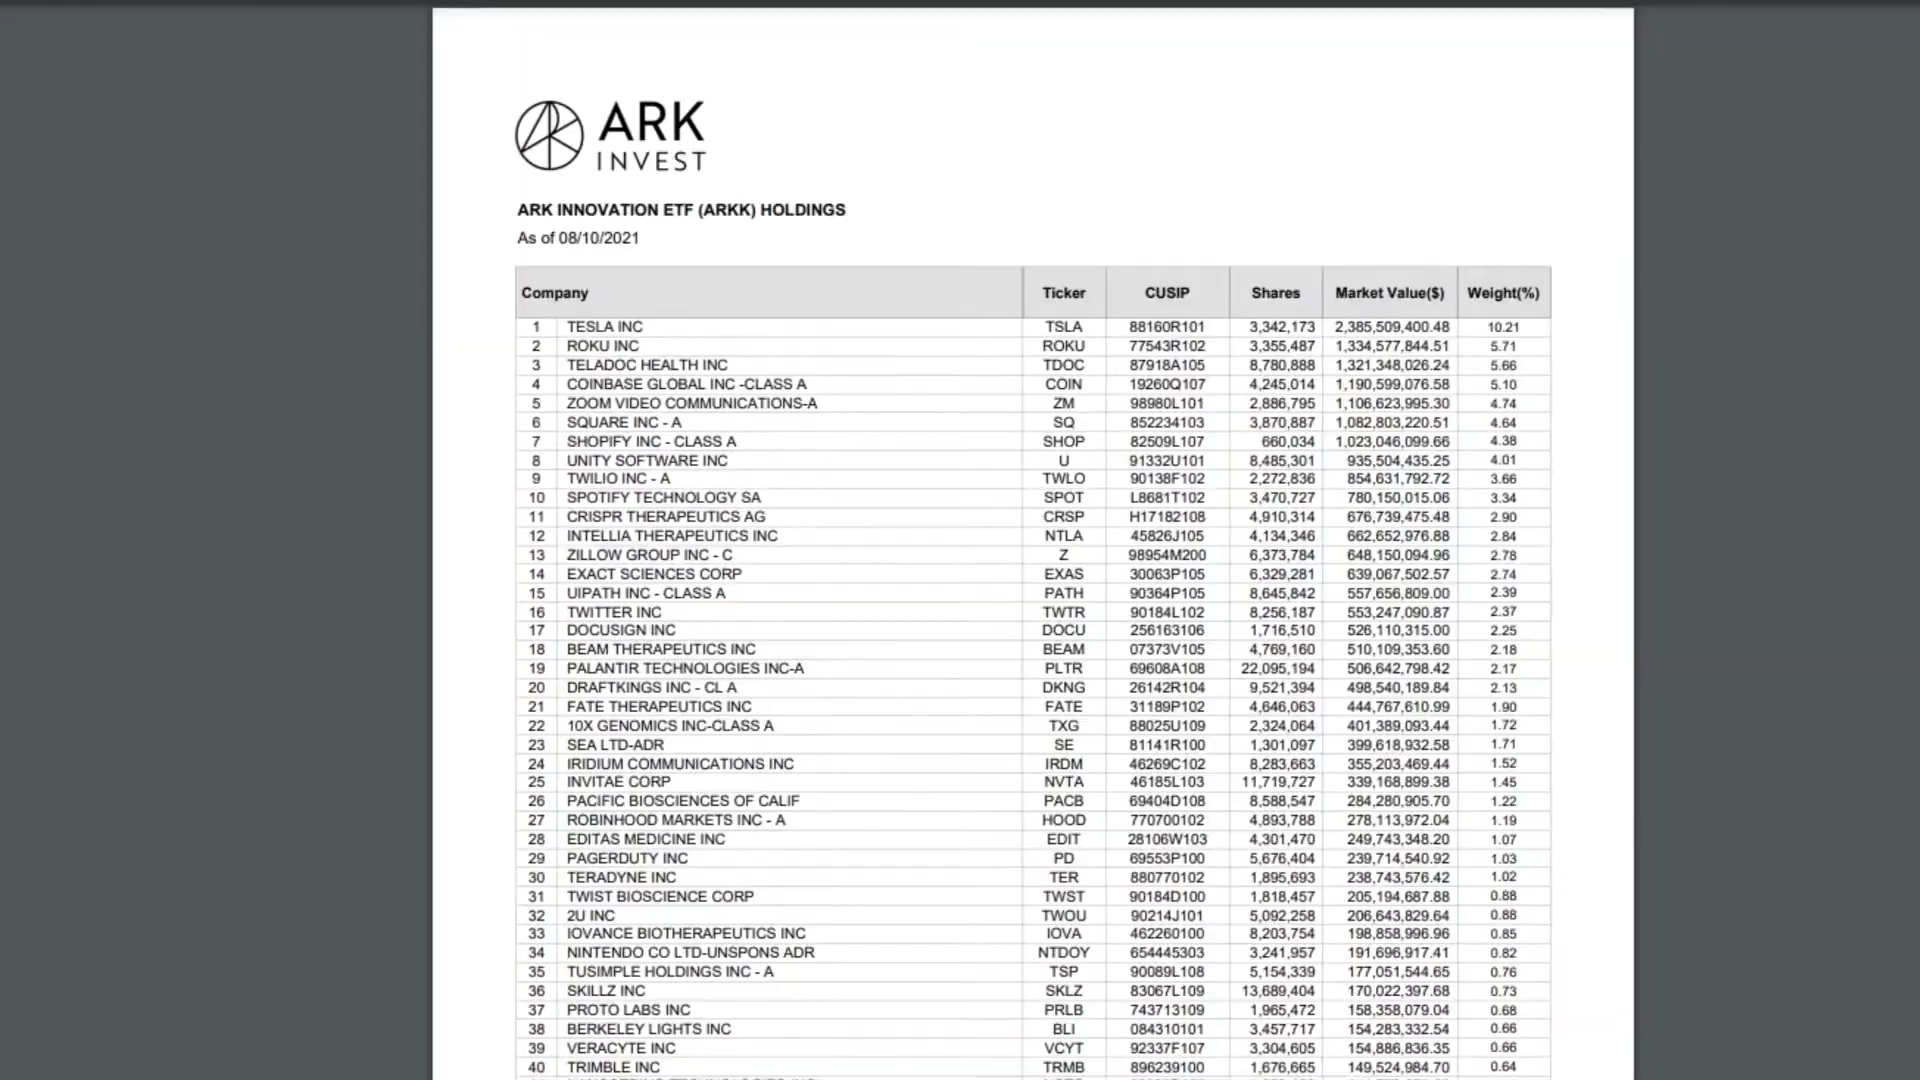 ARK
INVEST
ARK INNOVATION ETF (ARKK) HOLDINGS
As of 08/10/2021
Company Ticker CUSIP Shares Market Value($) Weight(%)
1 TESLA INC TSLA 88160R101 3,342,173 2,385,509,400.48 10.21
2 ROKU INC ROKU 77543R102 3,355,487 1,334,577,844.51 5.71
3 TELADOC HEALTH INC TDOC 87918A105 8,780,888 1,321,348,026.24 5.66
4 COINBASE GLOBAL INC -CLASS A COIN 19260Q107 4,245,014 1,190,599,076.58 5.10
5 ZOOM VIDEO COMMUNICATIONS-A ZM 98980L101 2,886,795 1,106,623,995.30 4.74
6 SQUARE INC - A SQ 852234103 3,870,887 1,082,803,220.51 4.64
7 SHOPIFY INC - CLASS A SHOP 82509L107 660,034 1,023,046,099.66 4.38
8 UNITY SOFTWARE INC U 91332U101 8,485,301 935,504,435.25 4.01
9 TWILIO INC - A TWLO 90138F102 2,272,836 854,631,792.72 3.66
10 SPOTIFY TECHNOLOGY SA SPOT L8681T102 3,470,727 780,150,015.06 3.34
11 CRISPR THERAPEUTICS AG CRSP H17182108 4,910,314 676,739,475.48 2.90
12 INTELLIA THERAPEUTICS INC NTLA 45826J105 4,134,346 662,652,976.88 2.84
13 ZILLOW GROUP INC - C Z 98954M200 6,373,784 648,150,094.96 2.78
14 EXACT SCIENCES CORP EXAS 30063P105 6,329,281 639,067,502.57 2.74
15 UIPATH INC - CLASS A PATH 90364P105 8,645,842 557,656,809.00 2.39
16 TWITTER INC TWTR 90184L102 8,256,187 553,247,090.87 2.37
17 DOCUSIGN INC DOCU 256163106 1,716,510 526,110,315.00 2.25
18 BEAM THERAPEUTICS INC BEAM 07373V105 4,769,160 510,109,353.60 2.18
19 PALANTIR TECHNOLOGIES INC-A PLTR 69608A108 22,095,194 506,642,798.42 2.17
20 DRAFTKINGS INC - CL A DKNG 26142R104 9,521,394 498,540,189.84 2.13
21 FATE THERAPEUTICS INC FATE 31189P102 4,646,063 444,767,610.99 1.90
22 10X GENOMICS INC-CLASS A TXG 88025U109 2,324,064 401,389,093.44 1.72
23 SEA LTD-ADR SE 81141R100 1,301,097 399,618,932.58 1.71
24 IRIDIUM COMMUNICATIONS INC IRDM 46269C102 8,283,663 355,203,469.44 1.52
25 INVITAE CORP NVTA 46185L103 11,719,727 339,168,899.38 1.45
26 PACIFIC BIOSCIENCES OF CALIF PACB 69404D108 8,588,547 284,280,905.70 1.22
27 ROBINHOOD MARKETS INC - A HOOD 770700102 4,893,788 278,113,972.04 1.19
28 EDITAS MEDICINE INC EDIT 28106W103 4,301,470 249,743,348.20 1.07
29 PAGERDUTY INC PD 69553P100 5,676,404 239,714,540.92 1.03
30 TERADYNE INC TER 880770102 1,895,693 238,743,576.42 1.02
31 TWIST BIOSCIENCE CORP TWST 90184D100 1,818,457 205,194,687.88 0.88
32 2U INC TWOU 90214J101 5,092,258 206,643,829.64 0.88
33 IOVANCE BIOTHERAPEUTICS INC IOVA 462260100 8,203,754 198,858,996.96 0.85
34 NINTENDO CO LTD-UNSPONS ADR NTDOY 654445303 3,241,957 191,696,917.41 0.82
35 TUSIMPLE HOLDINGS INC - A TSP 90089L108 5,154,339 177,051,544.65 0.76
36 SKILLZ INC SKLZ 83067L109 13,689,404 170,022,397.68 0.73
37 PROTO LABS INC PRLB 743713109 1,965,472 158,358,079.04 0.68
38 BERKELEY LIGHTS INC BLI 084310101 3,457,717 154,283,332.54 0.66
39 VERACYTE INC VCYT 92337F107 3,304,605 154,886,836.35 0.66
40 TRIMBLE INC TRMB 896239100 1,676,665 149,524,984.70 0.64